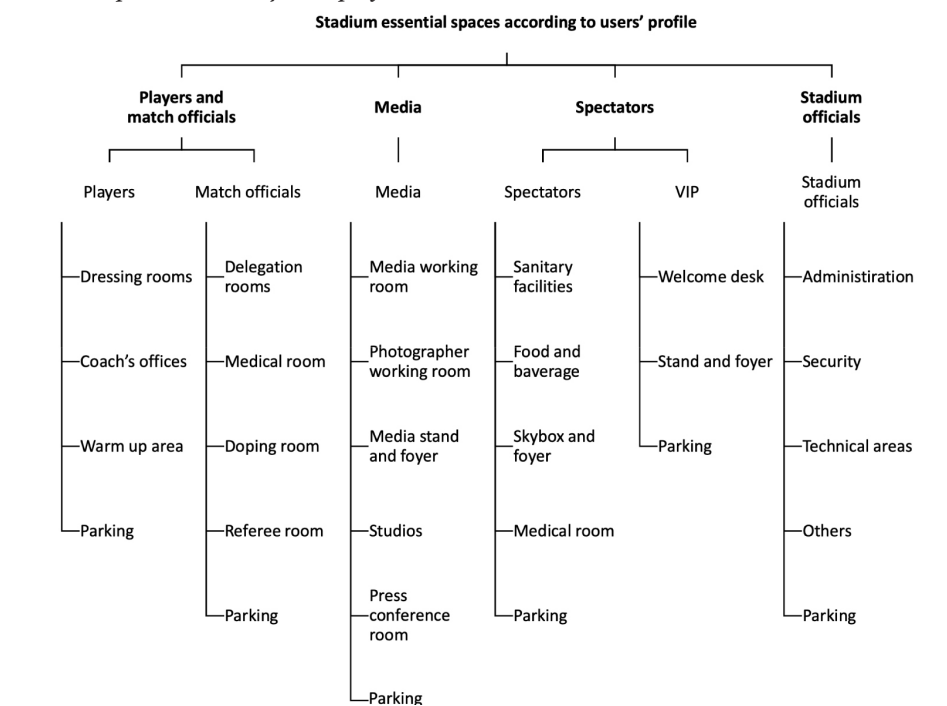 Stadium essential spaces according to users' profile
Players and
match officials
Media
Spectators
Stadium
officials
Players
Match officials
Media
Spectators
VIP
Stadium
officials
Dressing rooms
Coach's offices
Warm up area
Parking
Delegation
rooms
Medical room
Doping room
Referee room
Parking
Media working
room
Photographer
working room
Media stand
and foyer
Studios
Press
conference
room
Parking
Sanitary
facilities
Food and
baverage
Skybox and
foyer
Medical room
Parking
Welcome desk
Stand and foyer
Parking
Administiration
Security
Technical areas
Others
Parking